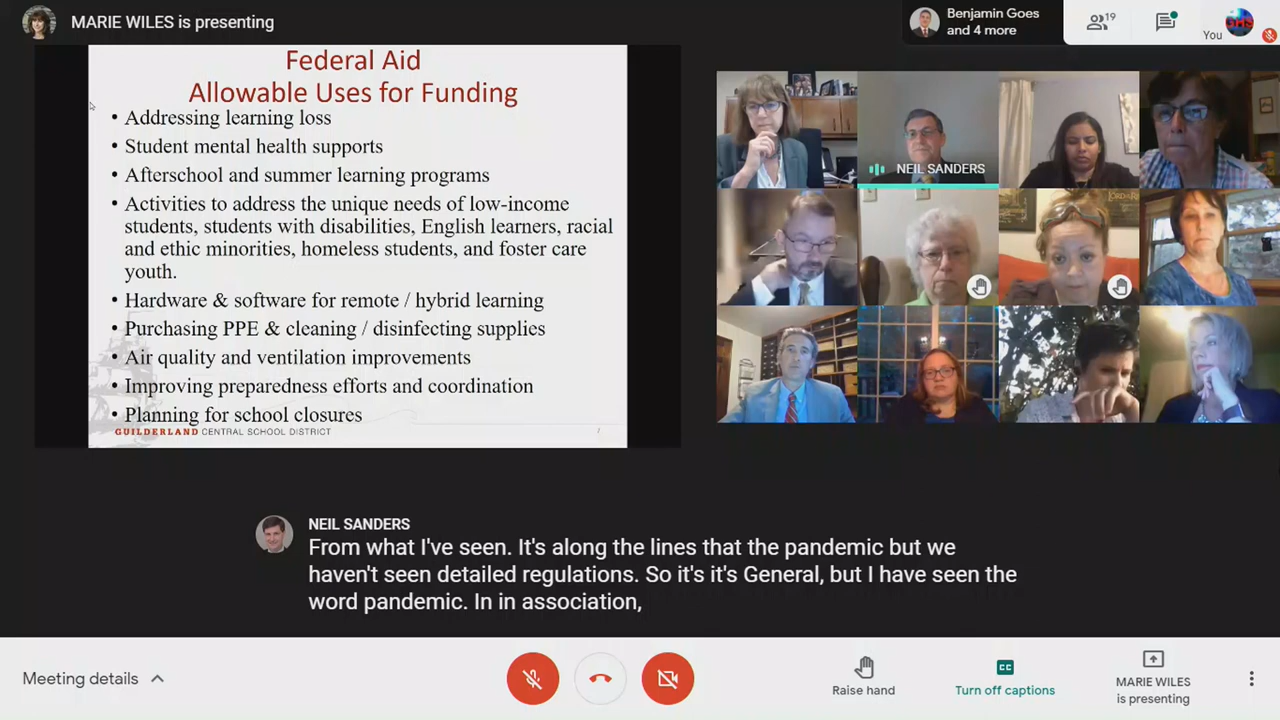 MARIE WILES is presenting
Benjamin Goes
and 4 more
19
You
GHS
Federal Aid
Allowable Uses for Funding
• Addressing learning loss
• Student mental health supports
• Afterschool and summer learning programs
• Activities to address the unique needs of low-income
students, students with disabilities, English learners, racial
and ethic minorities, homeless students, and foster care
youth.
• Hardware & software for remote / hybrid learning
• Purchasing PPE & cleaning / disinfecting supplies
• Air quality and ventilation improvements
• Improving preparedness efforts and coordination
• Planning for school closures
GUILDERLAND CENTRAL SCHOOL DISTRICT
NEIL SANDERS
NEIL SANDERS
From what I've seen. It's along the lines that the pandemic but we
haven't seen detailed regulations. So it's it's General, but I have seen the
word pandemic. In in association,
Meeting details
Raise hand
CC
Turn off captions
MARIE WILES
is presenting